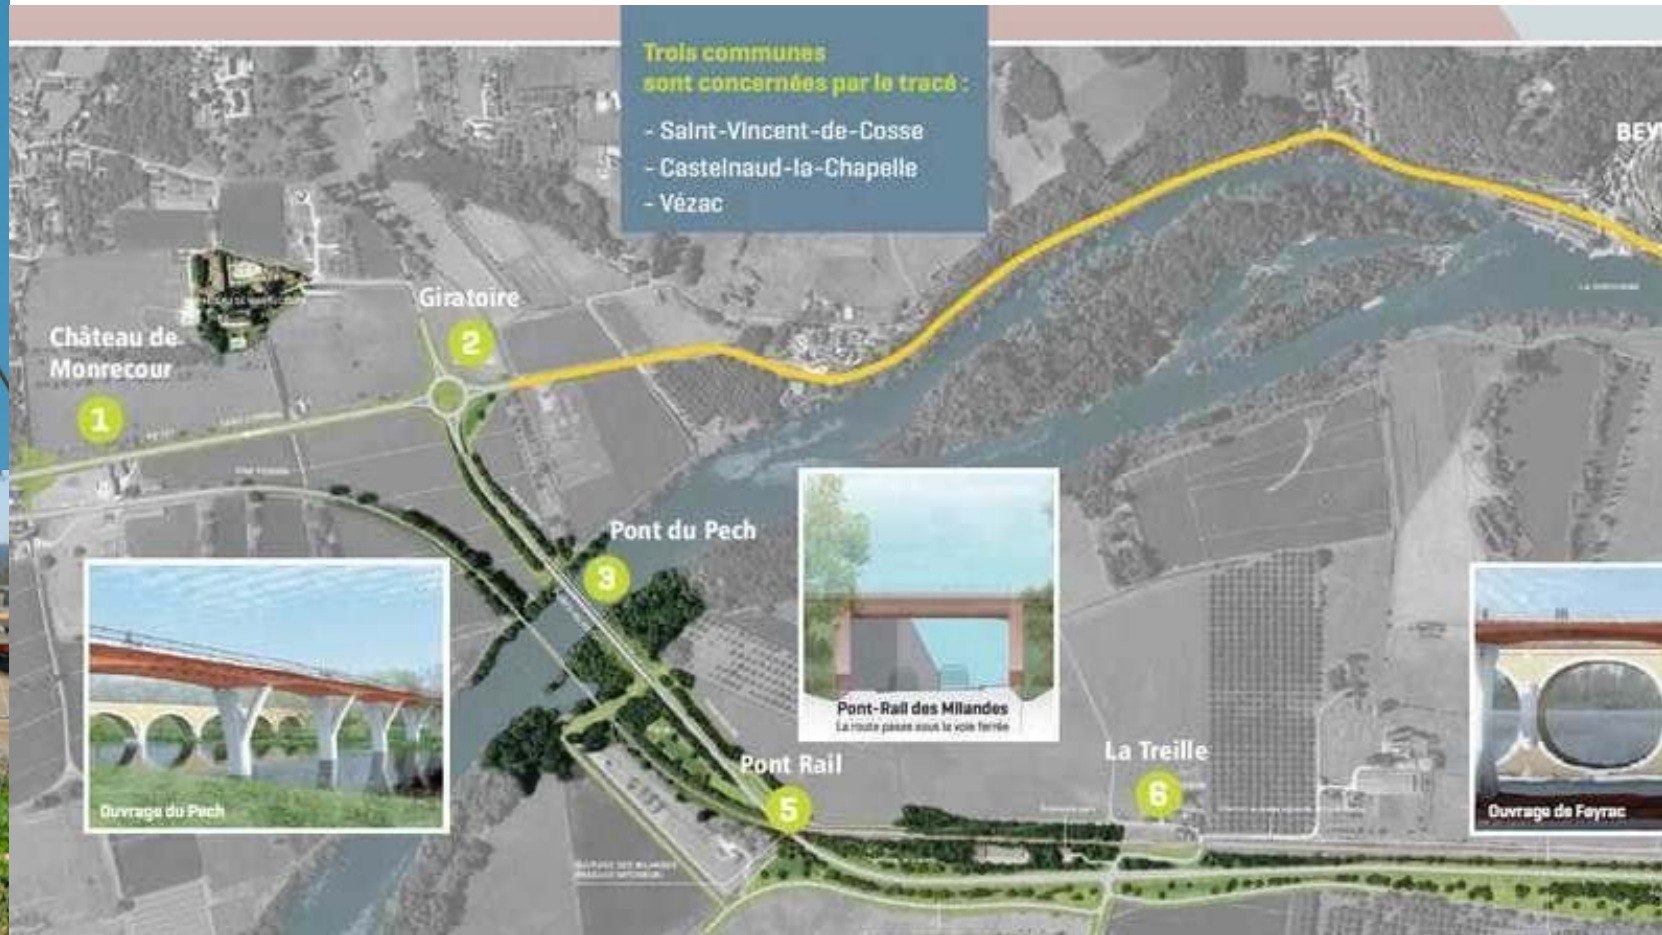 Trois communes
sont concernées par le tracé :
- Saint-Vincent-de-Cosse
- Castelnaud-la-Chapelle
- Vézac
BEY
Giratoire
2
Château de
Monrecour
1
Pont du Pech
3
Pont-Rail des Milandes
La route passe sous la voie ferrée
La Treille
6
Pont Rail
5
Ouvrage du Pech
Ouvrage de Fayrac